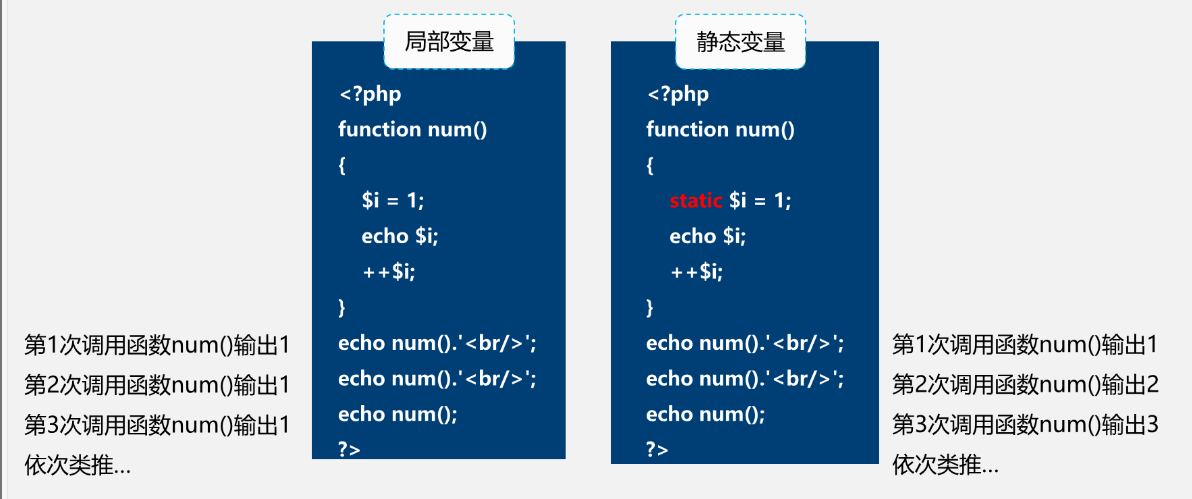 局部变量
<?php
function num()
{
$i = 1;
echo $i;
++$i;
}
echo num().'<br/>';
echo num().'<br/>';
echo num();
?>
第1次调用函数num()输出1
第2次调用函数num()输出1
第3次调用函数num()输出1
依次类推...
静态变量
<?php
function num()
{
static $i = 1;
echo $i;
++$i;
}
echo num().'<br/>';
echo num().'<br/>';
echo num();
?>
第1次调用函数num()输出1
第2次调用函数num()输出2
第3次调用函数num()输出3
依次类推...